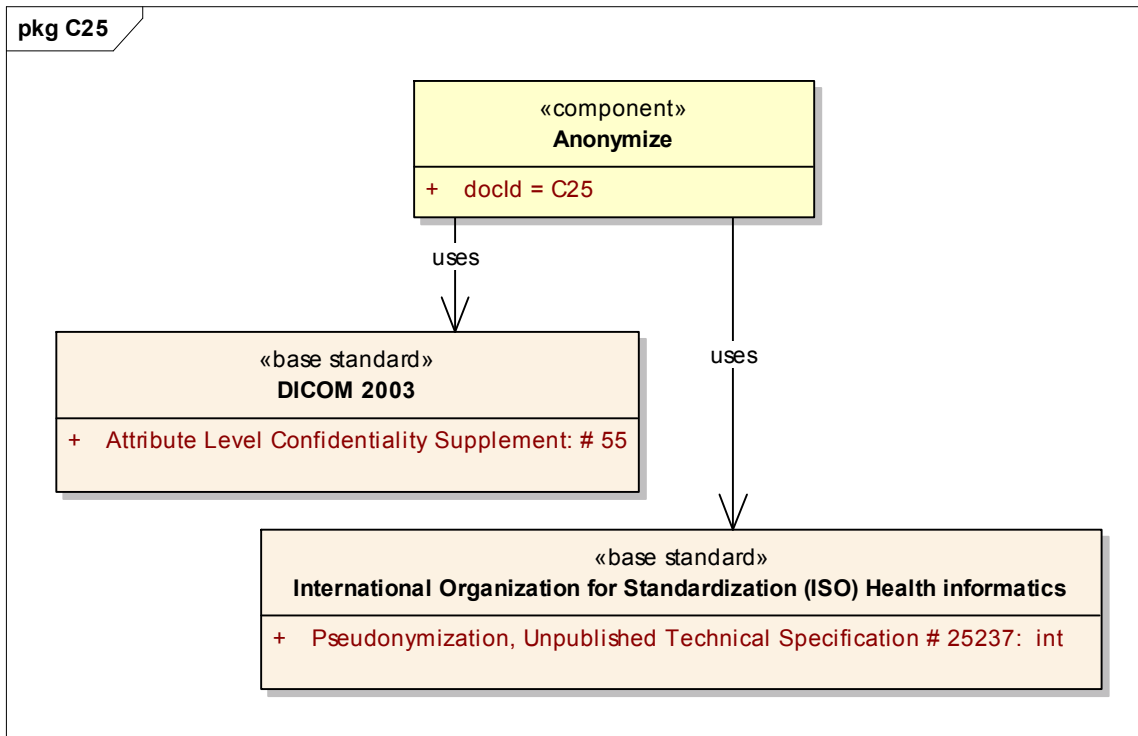 pkg C25
«component»
Anonymize
+ docId = C25
uses
«base standard»
DICOM 2003
+ Attribute Level Confidentiality Supplement: # 55
uses
«base standard»
International Organization for Standardization (ISO) Health informatics
+ Pseudonymization, Unpublished Technical Specification # 25237: int